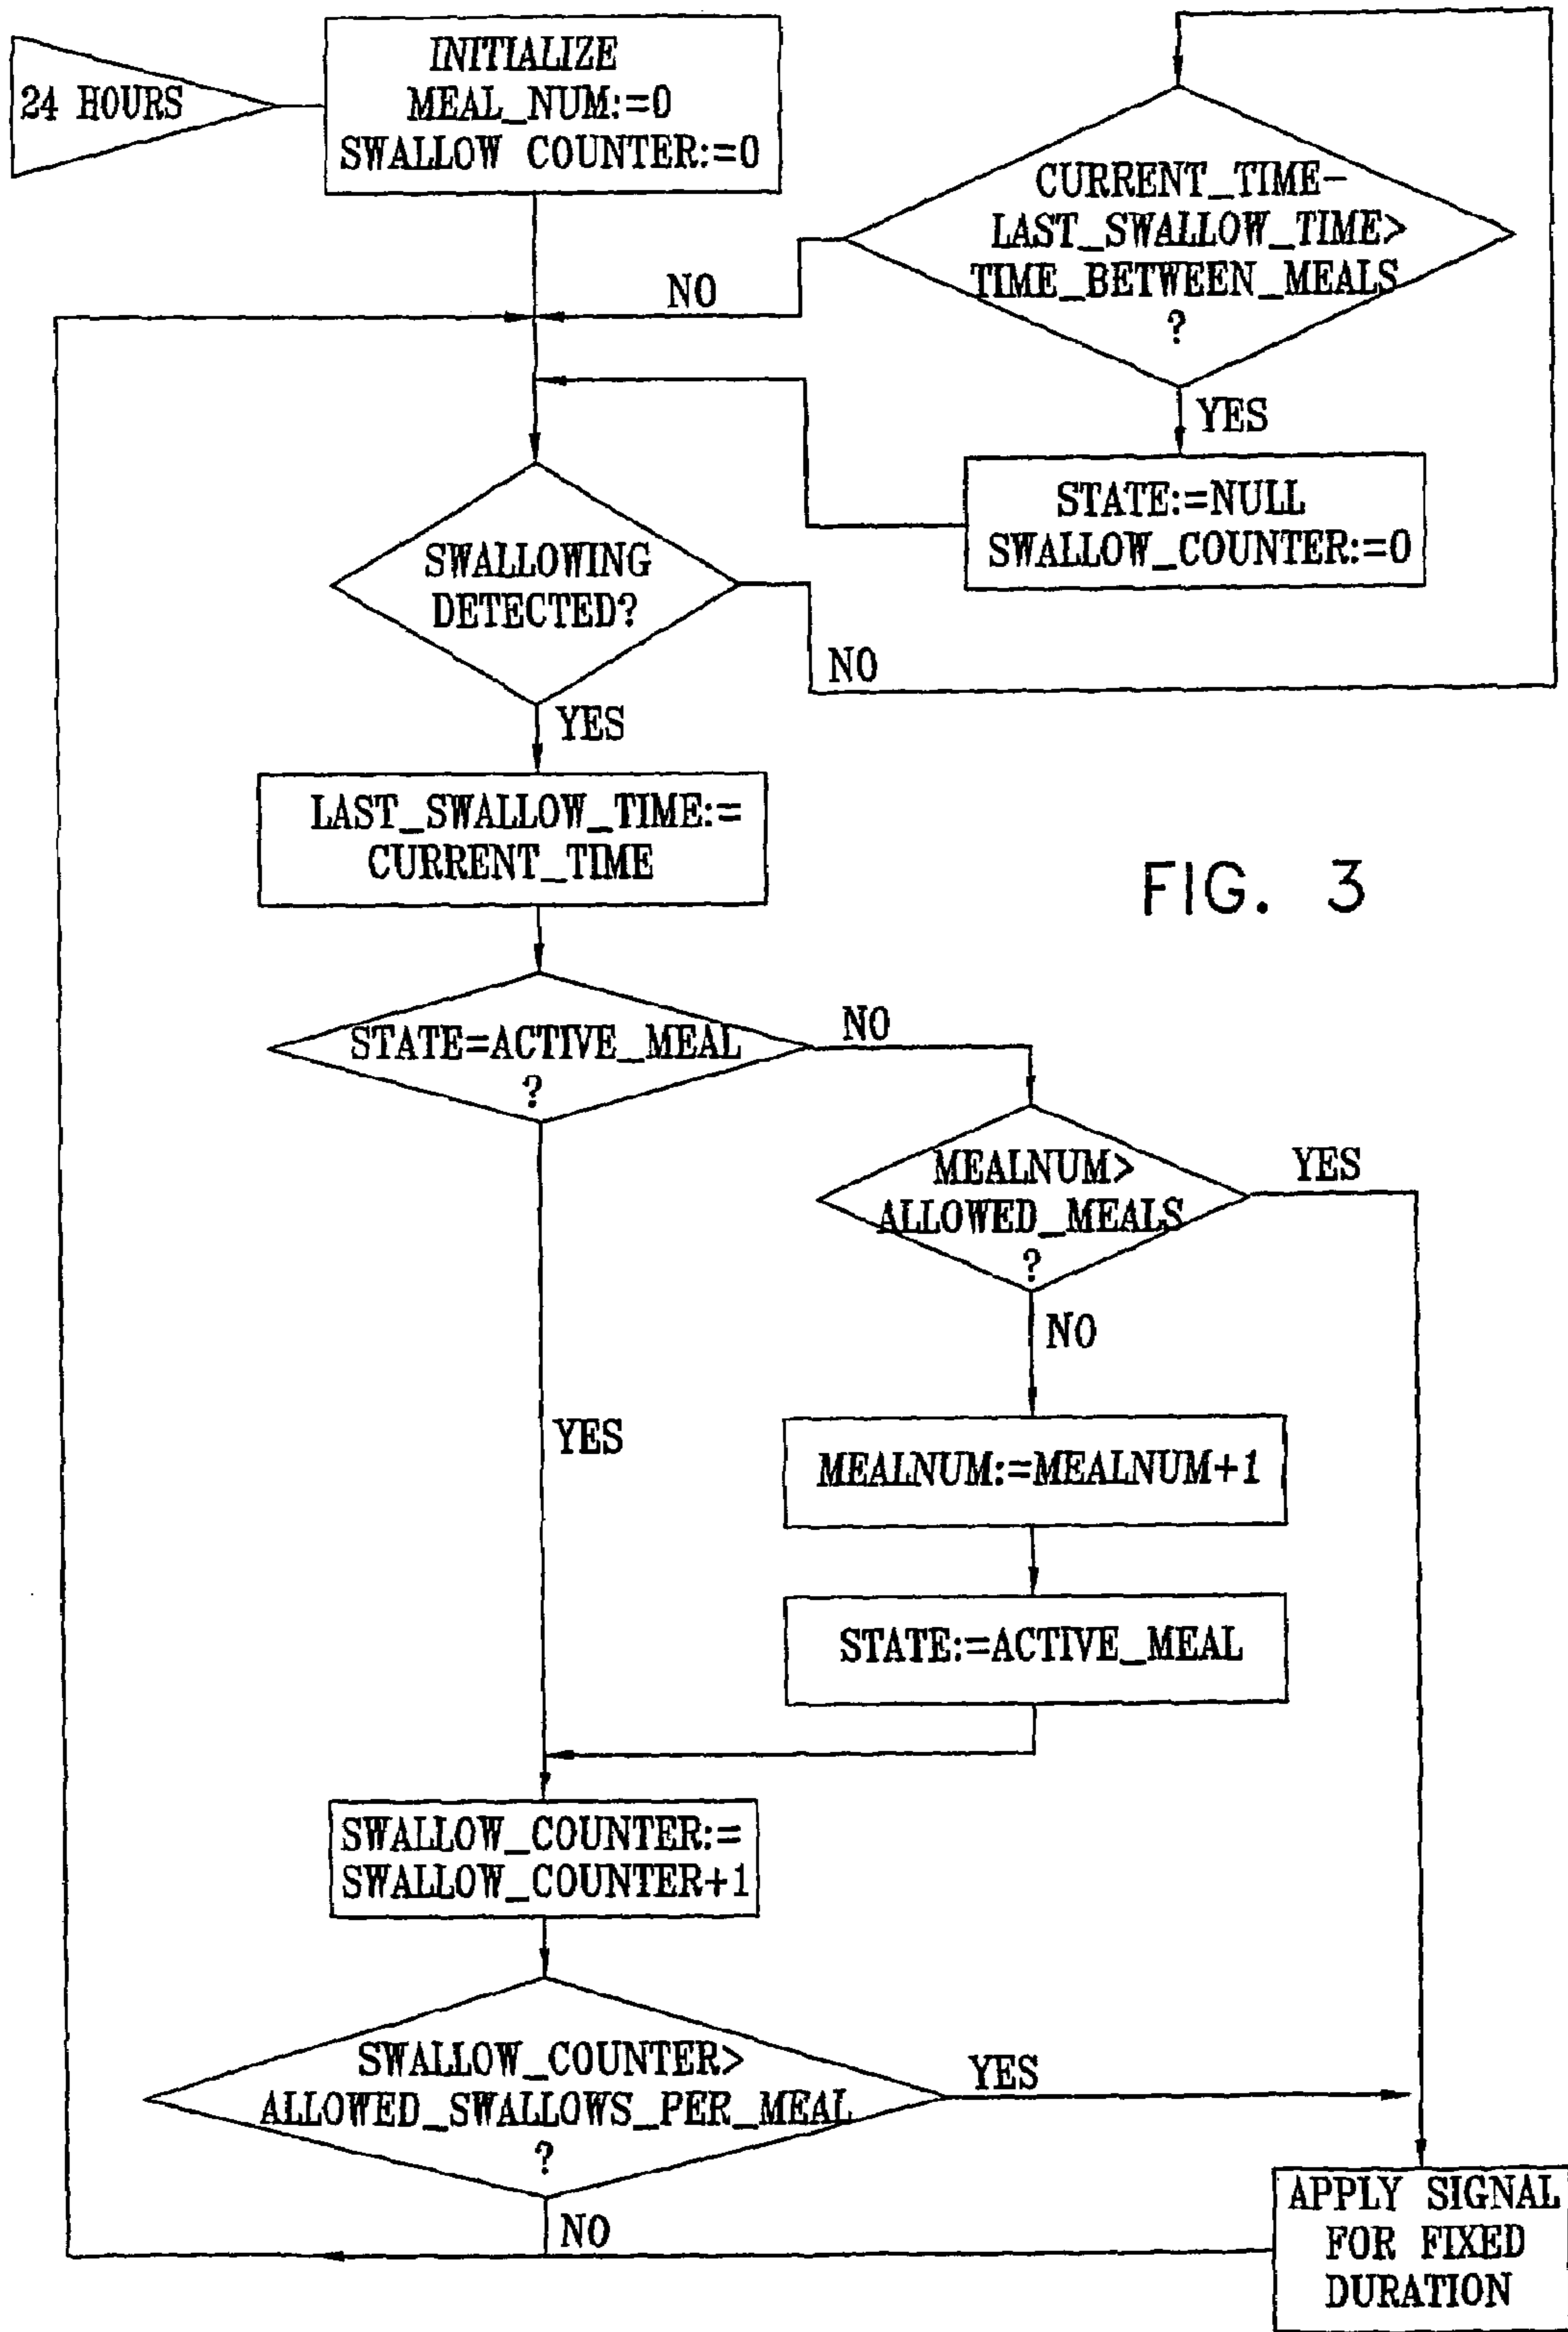 24 HOURS
INITIALIZE
MEAL_NUM:=0
SWALLOW COUNTER:=0
CURRENT_TIME-
LAST_SWALLOW_TIME>
TIME_BETWEEN_MEALS
?
NO
YES
STATE:=NULL
SWALLOW_COUNTER:=0
SWALLOWING
DETECTED?
NO
YES
LAST_SWALLOW_TIME:=
CURRENT_TIME
FIG. 3
STATE=ACTIVE_MEAL
?
NO
MEALNUM>
ALLOWED_MEALS
?
YES
NO
YES
MEALNUM:=MEALNUM+1
STATE:=ACTIVE_MEAL
SWALLOW_COUNTER:=
SWALLOW_COUNTER+1
SWALLOW_COUNTER>
ALLOWED_SWALLOWS_PER_MEAL
?
YES
NO
APPLY SIGNAL
FOR FIXED
DURATION